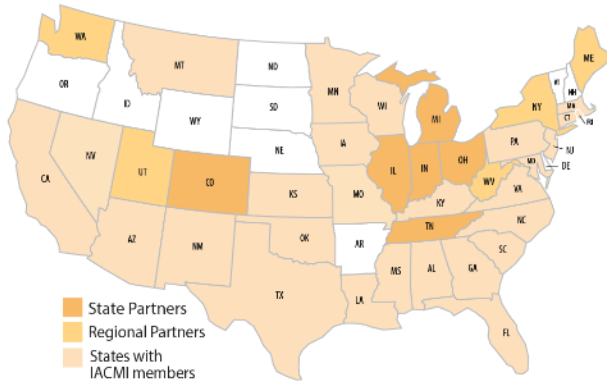 WA
ME
MT
ND
OR
MN
VT
NH
ID
SD
WI
NY
MA
MI
CT
RI
WY
IA
PA
NE
NJ
NV
IL
IN
OH
MD
DE
UT
CO
WV
CA
KS
MO
VA
KY
NC
TN
AZ
NM
OK
AR
SC
MS
AL
GA
TX
LA
FL
State Partners
Regional Partners
States with
IACMI members